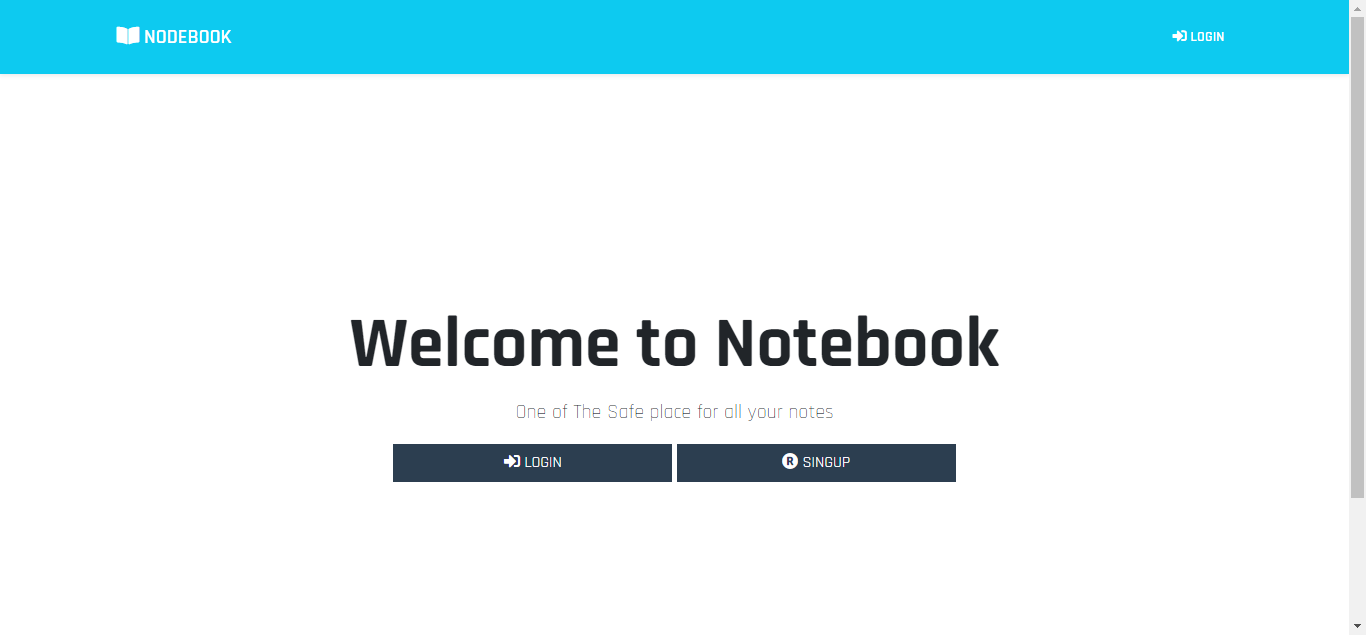 NODEBOOK
LOGIN
Welcome to Notebook
One of The Safe place for all your notes
LOGIN
R SINGUP